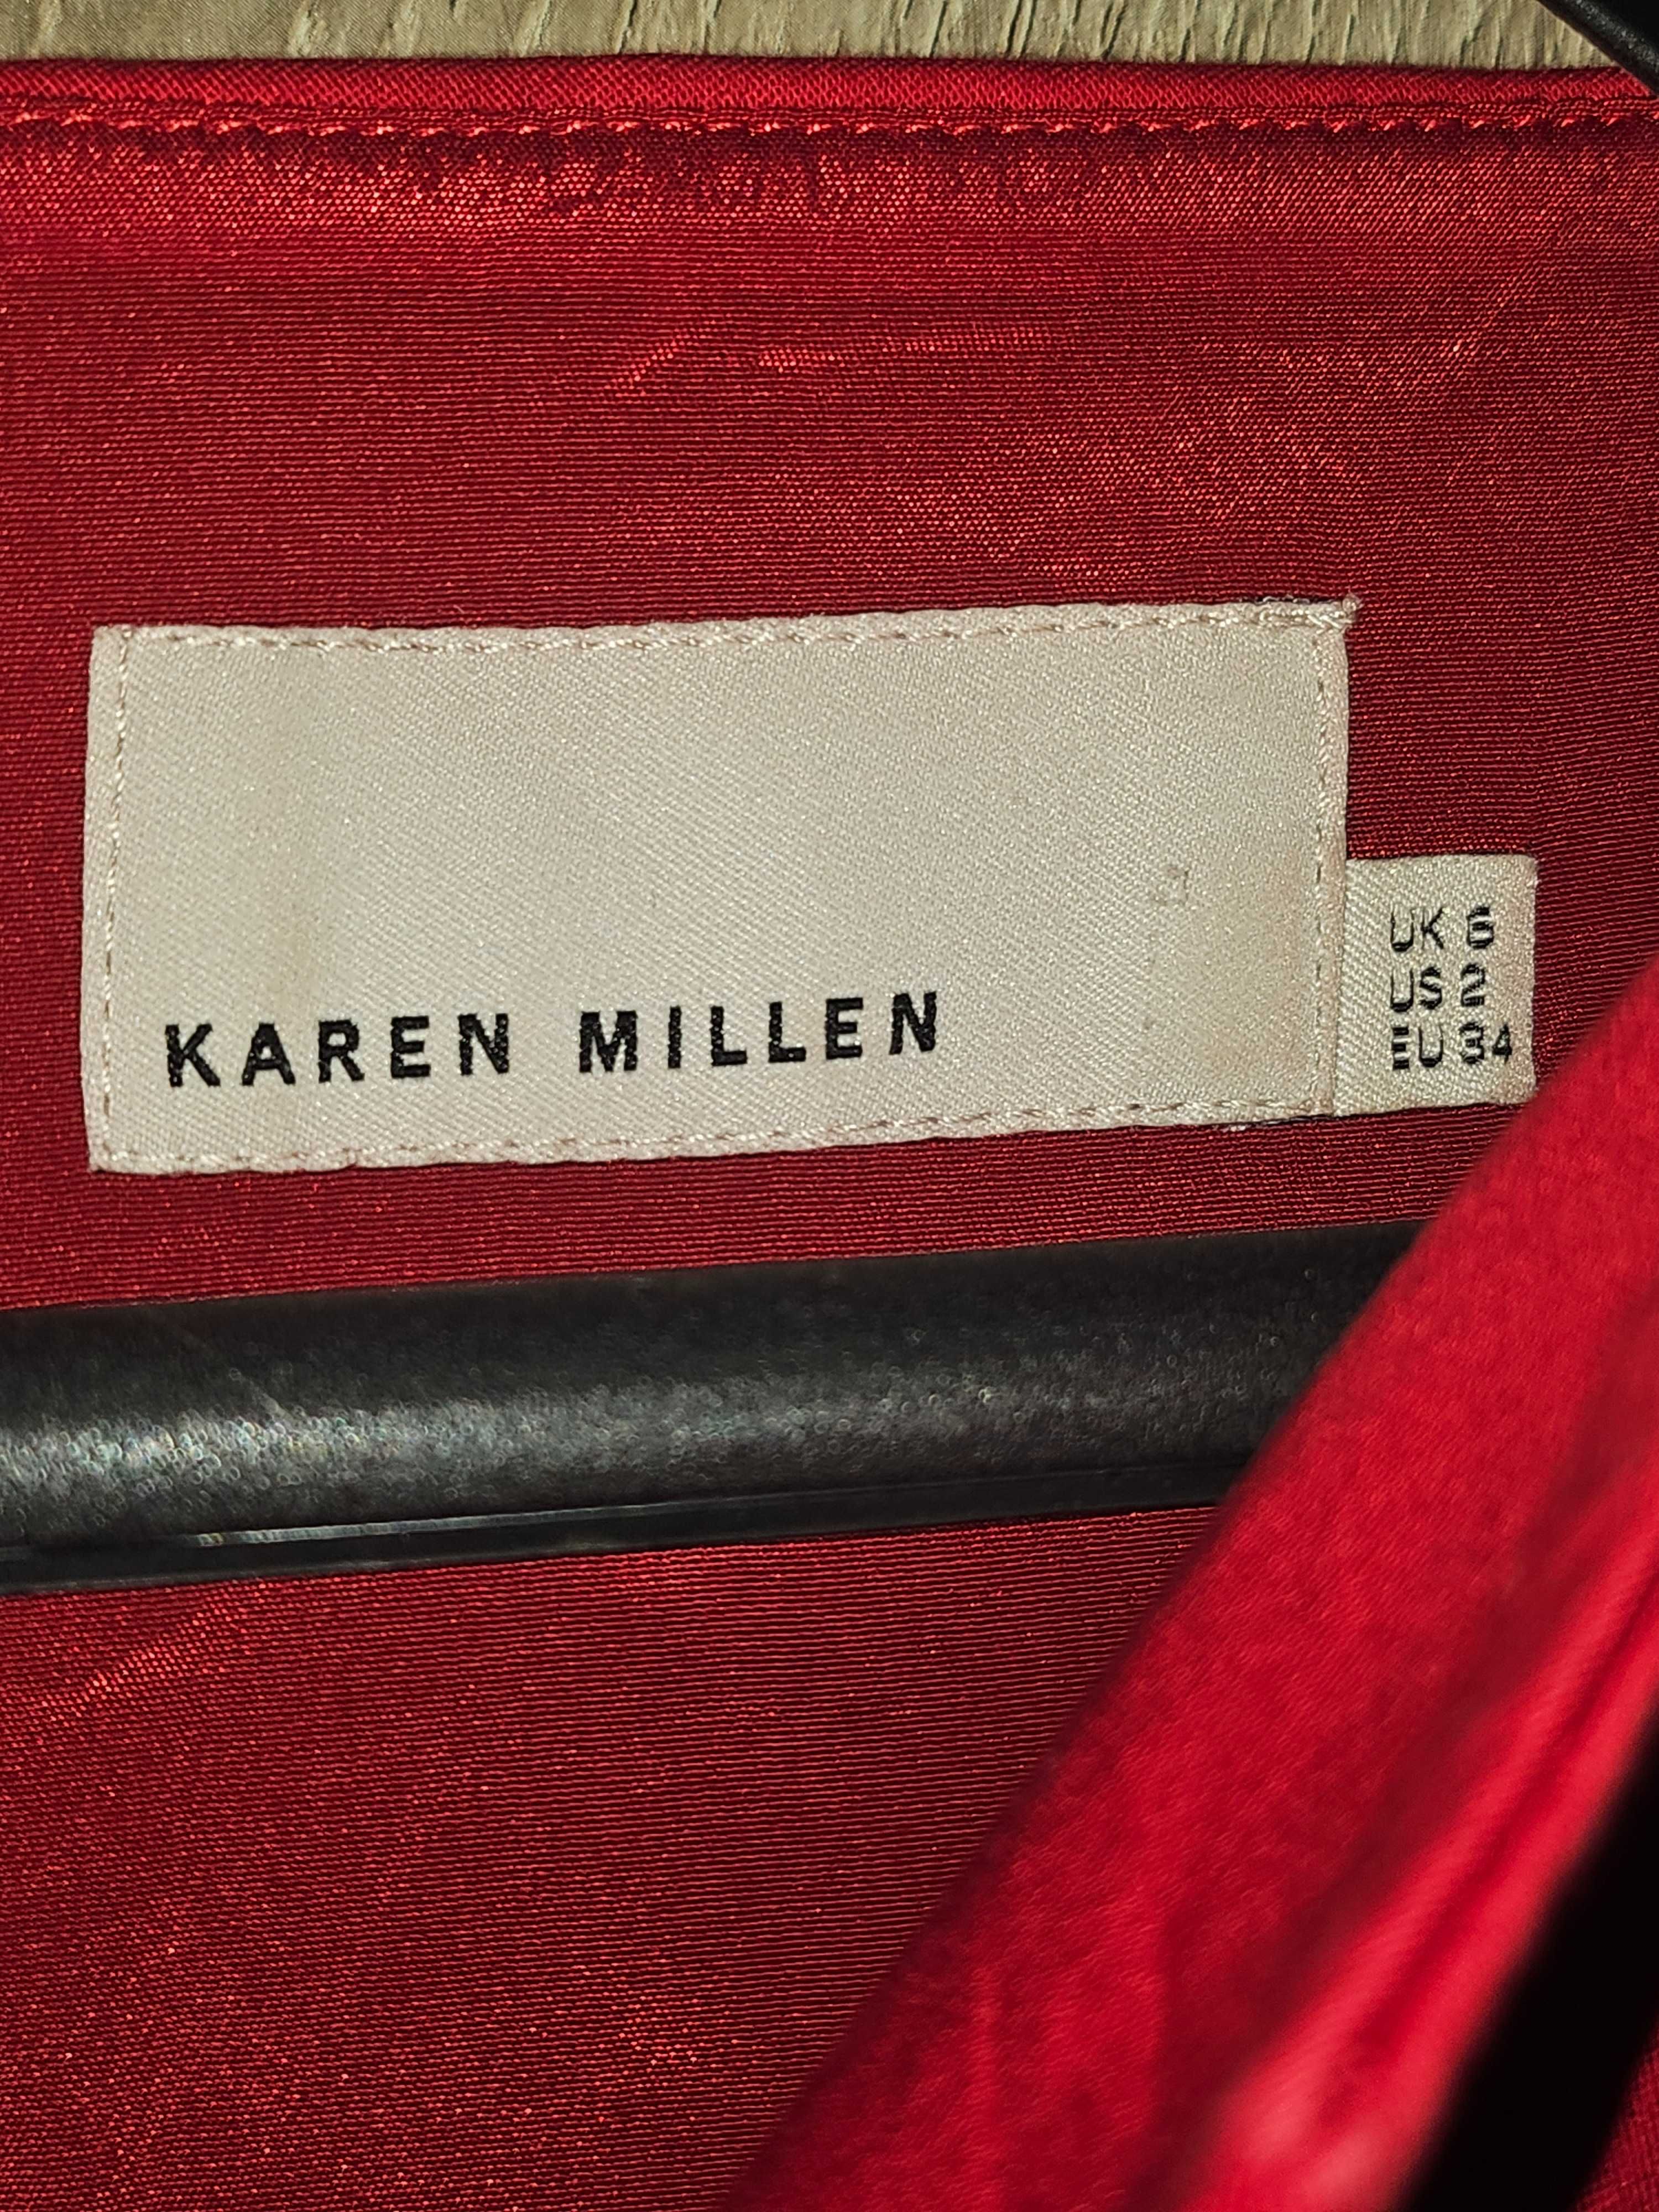 KAREN MILLEN
UK 6
US 2
EU 34